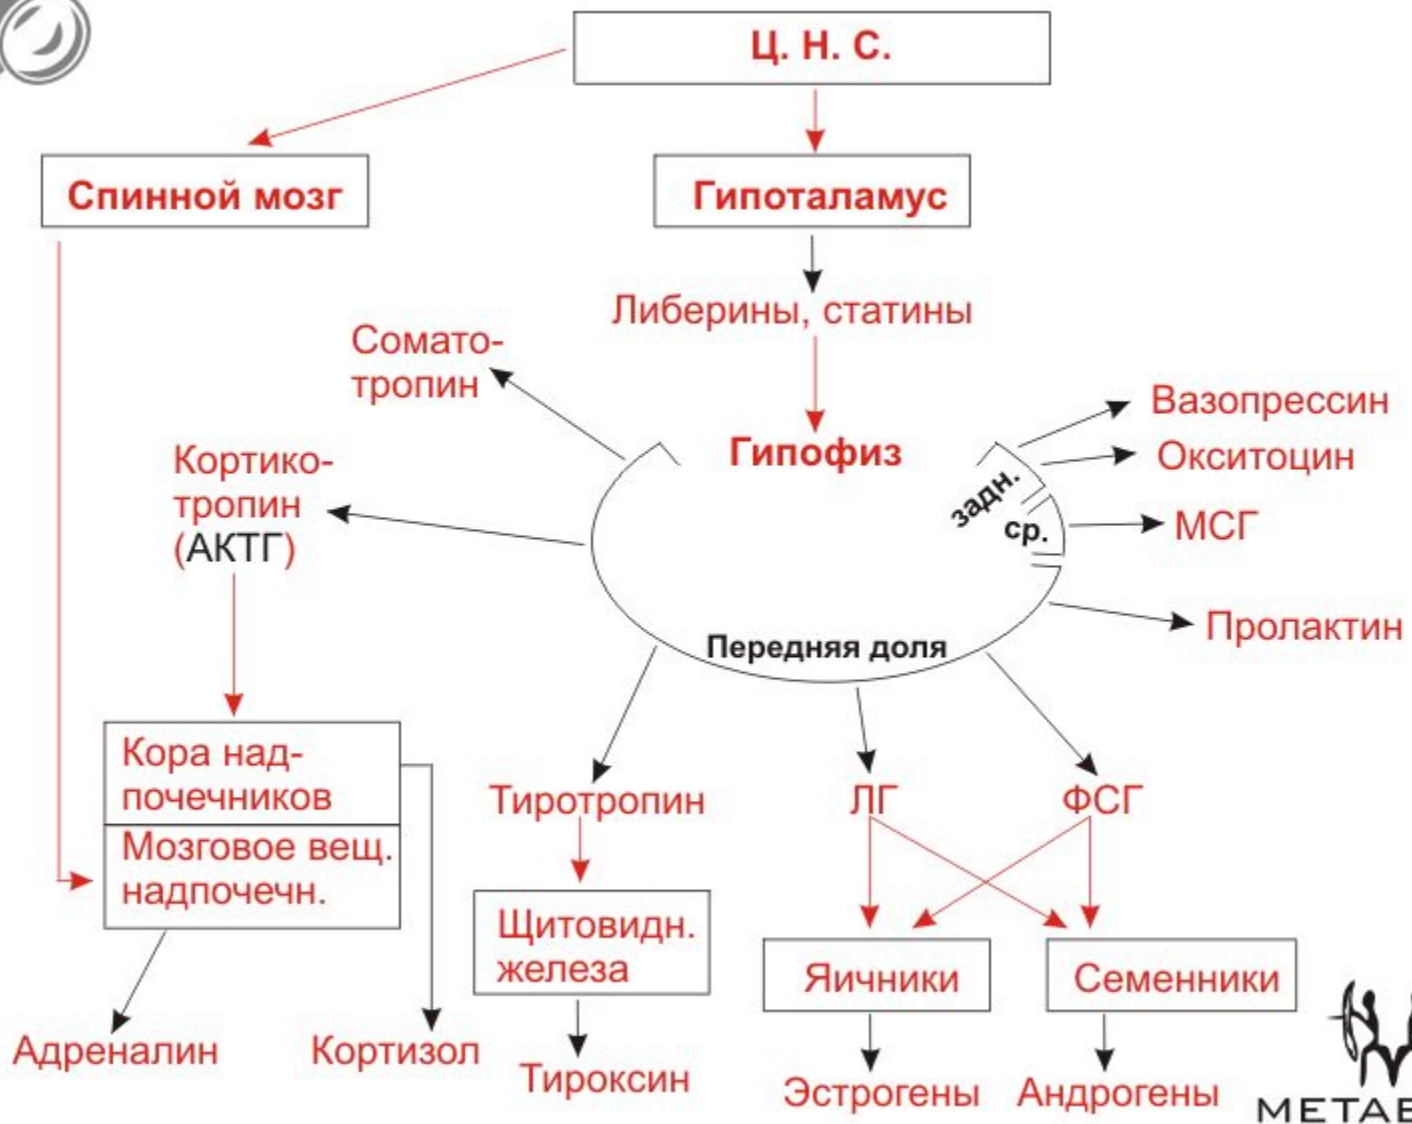 Ц. Н. С.
Спинной мозг
Гипоталамус
Либерины, статины
Сомато-
тропин
Вазопрессин
Гипофиз
Кортико-
тропин
(АКТГ)
Окситоцин
задн.
ср.
МСГ
Пролактин
Передняя доля
Кора над-
почечников
Тиротропин
ЛГ
ФСГ
Мозговое вещ.
надпочечн.
Щитовидн.
железа
Яичники
Семенники
Адреналин
Кортизол
Тироксин
Эстрогены
Андрогены